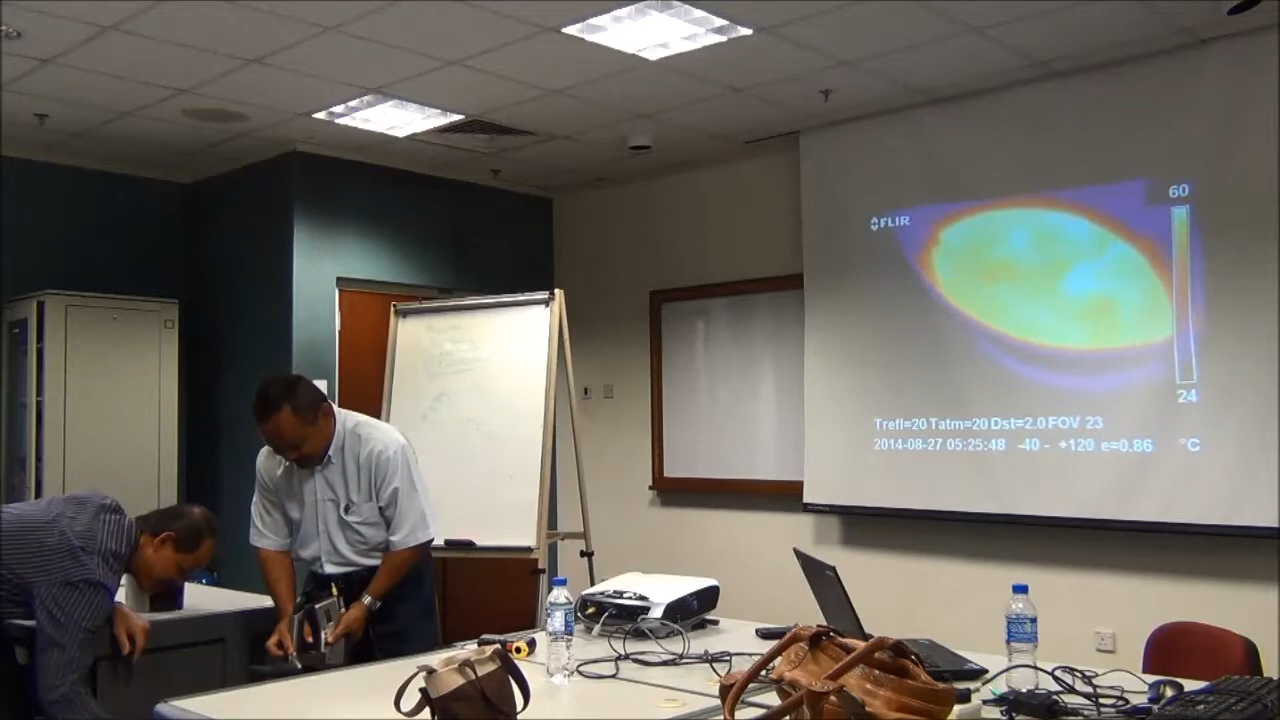 60
FLIR
24
Trefl=20 Tatm=20 Dst=2.0 FOV 23
2014-08-27 05:25:48 -40 - +120 e=0.86 °C